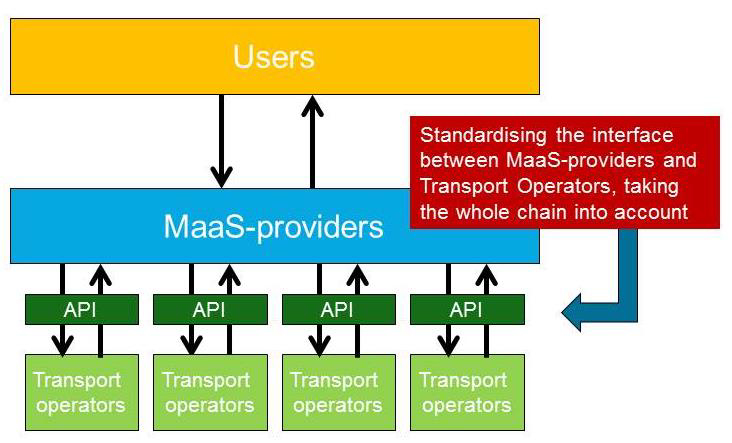 Users
Standardising the interface
between MaaS-providers and
Transport Operators, taking
the whole chain into account
MaaS-providers
API
API
API
API
Transport
operators
Transport
operators
Transport
operators
Transport
operators